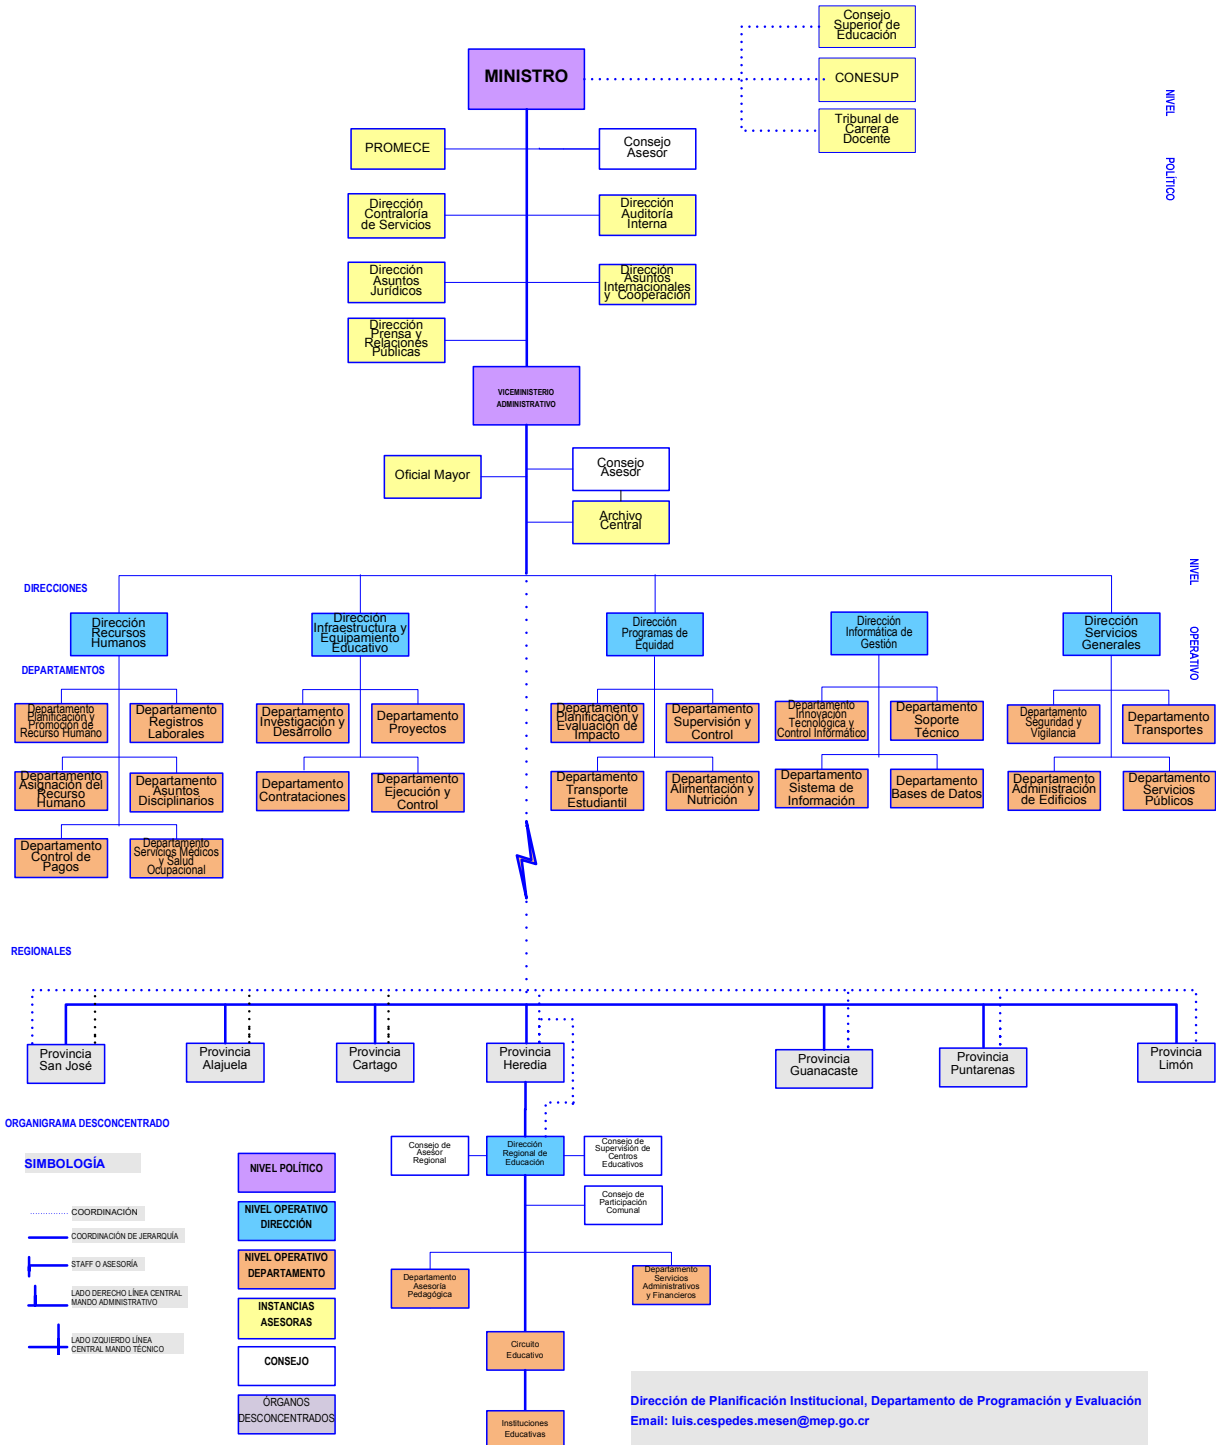 Consejo
Superior de
Educación
MINISTRO
CONESUP
NIVEL
POLÍTICO
Tribunal de
Carrera
Docente
PROMECE
Consejo
Asesor
Dirección
Contraloría
de Servicios
Dirección
Auditoría
Interna
Dirección
Asuntos
Jurídicos
Dirección
Asuntos
Internacionales
y Cooperación
Dirección
Prensa y
Relaciones
Públicas
VICEMINISTERIO
ADMINISTRATIVO
Oficial Mayor
Consejo
Asesor
Archivo
Central
NIVEL
OPERATIVO
DIRECCIONES
Dirección
Recursos
Humanos
Dirección
Infraestructura y
Equipamiento
Educativo
Dirección
Programas de
Equidad
Dirección
Informática de
Gestión
Dirección
Servicios
Generales
DEPARTAMENTOS
Departamento
Planificación y
Promoción de
Recurso Humano
Departamento
Registros
Laborales
Departamento
Investigación y
Desarrollo
Departamento
Proyectos
Departamento
Planificación y
Evaluación de
Impacto
Departamento
Supervisión y
Control
Departamento
Innovación
Tecnológica y
Control Informático
Departamento
Soporte
Técnico
Departamento
Seguridad y
Vigilancia
Departamento
Transportes
Departamento
Asignación del
Recurso
Humano
Departamento
Asuntos
Disciplinarios
Departamento
Contrataciones
Departamento
Ejecución y
Control
Departamento
Transporte
Estudiantil
Departamento
Alimentación y
Nutrición
Departamento
Sistema de
Información
Departamento
Bases de Datos
Departamento
Administración
de Edificios
Departamento
Servicios
Públicos
Departamento
Control de
Pagos
Departamento
Servicios Médicos
y Salud
Ocupacional
REGIONALES
Provincia
San José
Provincia
Alajuela
Provincia
Cartago
Provincia
Heredia
Provincia
Guanacaste
Provincia
Puntarenas
Provincia
Limón
ORGANIGRAMA DESCONCENTRADO
Consejo de
Asesor
Regional
Dirección
Regional de
Educación
Consejo de
Supervisión de
Centros
Educativos
Consejo de
Participación
Comunal
Departamento
Asesoría
Pedagógica
Departamento
Servicios
Administrativos
y Financieros
Circuito
Educativo
Instituciones
Educativas
SIMBOLOGÍA
COORDINACIÓN
COORDINACIÓN DE JERARQUÍA
STAFF O ASESORÍA
LADO DERECHO LÍNEA CENTRAL
MANDO ADMINISTRATIVO
LADO IZQUIERDO LÍNEA
CENTRAL MANDO TÉCNICO
NIVEL POLÍTICO
NIVEL OPERATIVO
DIRECCIÓN
NIVEL OPERATIVO
DEPARTAMENTO
INSTANCIAS
ASESORAS
CONSEJO
ÓRGANOS
DESCONCENTRADOS
Dirección de Planificación Institucional, Departamento de Programación y Evaluación
Email: luis.cespedes.mesen@mep.go.cr